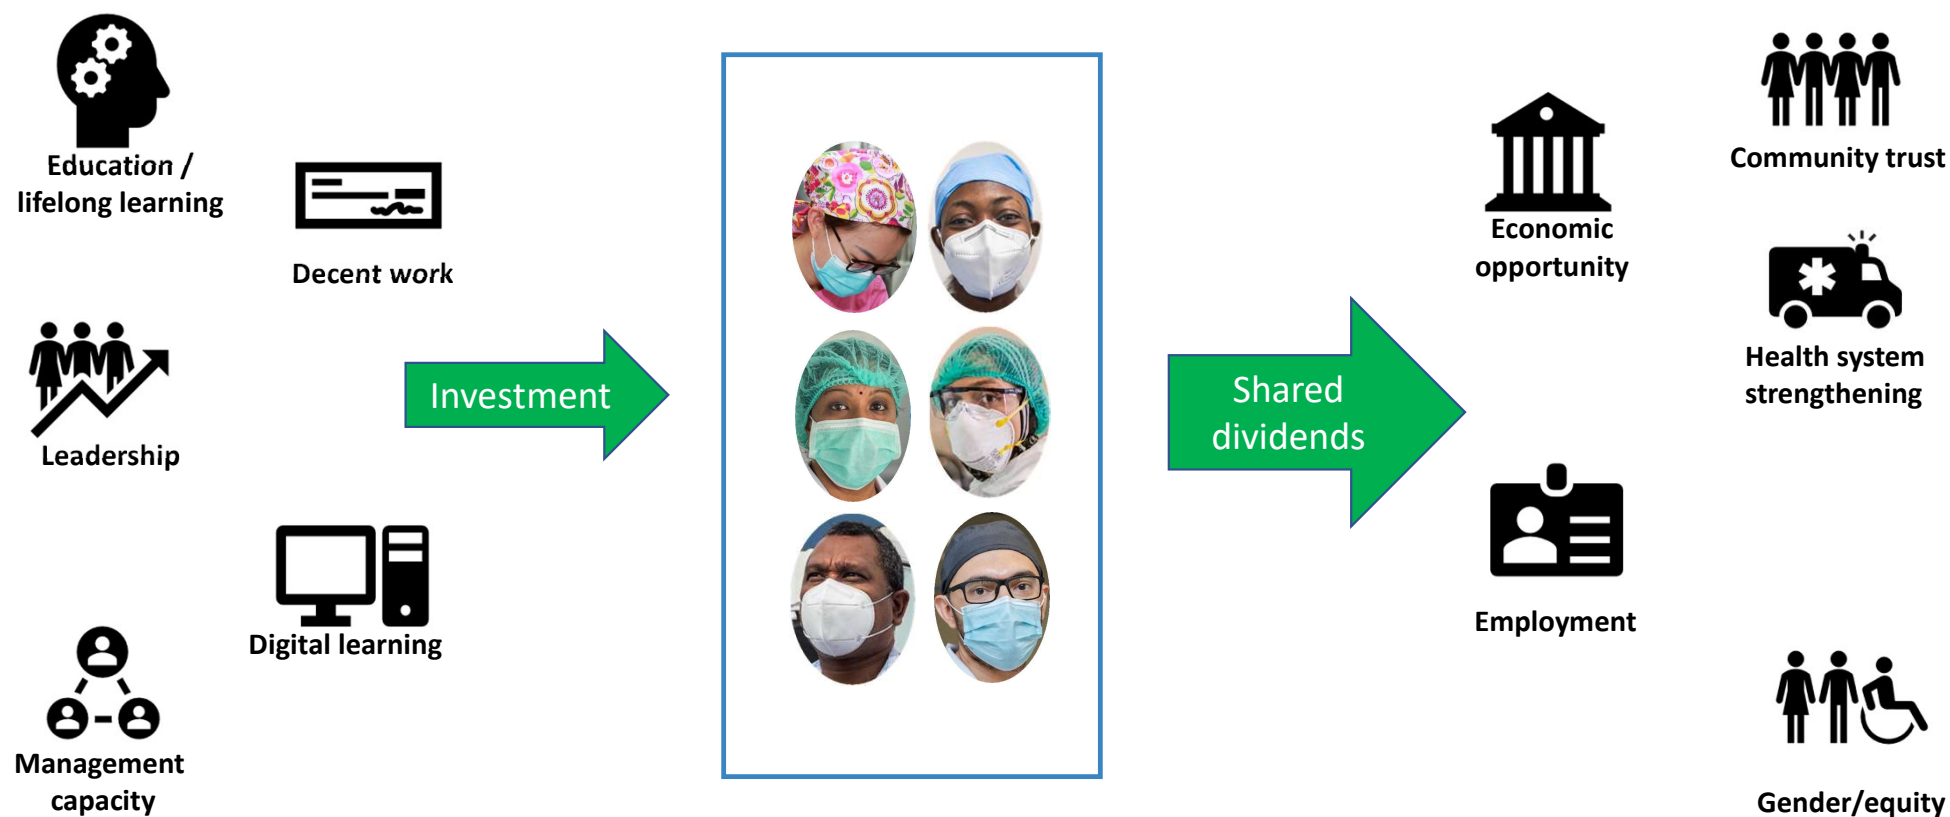 Education /
lifelong learning
Decent work
Leadership
Investment
Digital learning
Management
capacity
Shared
dividends
Economic
opportunity
Community trust
Health system
strengthening
Employment
Gender/equity